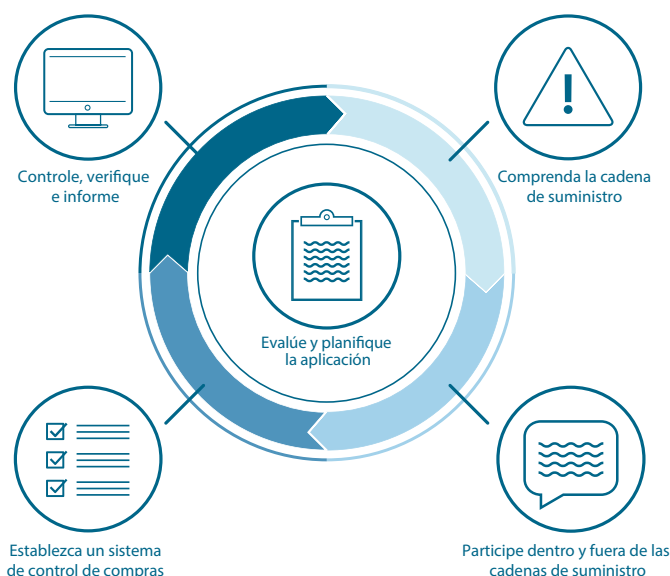 Controle, verifique
e informe
Comprenda la cadena
de suministro
Evalúe y planifique
la aplicación
Establezca un sistema
de control de compras
Participe dentro y fuera de las
cadenas de suministro